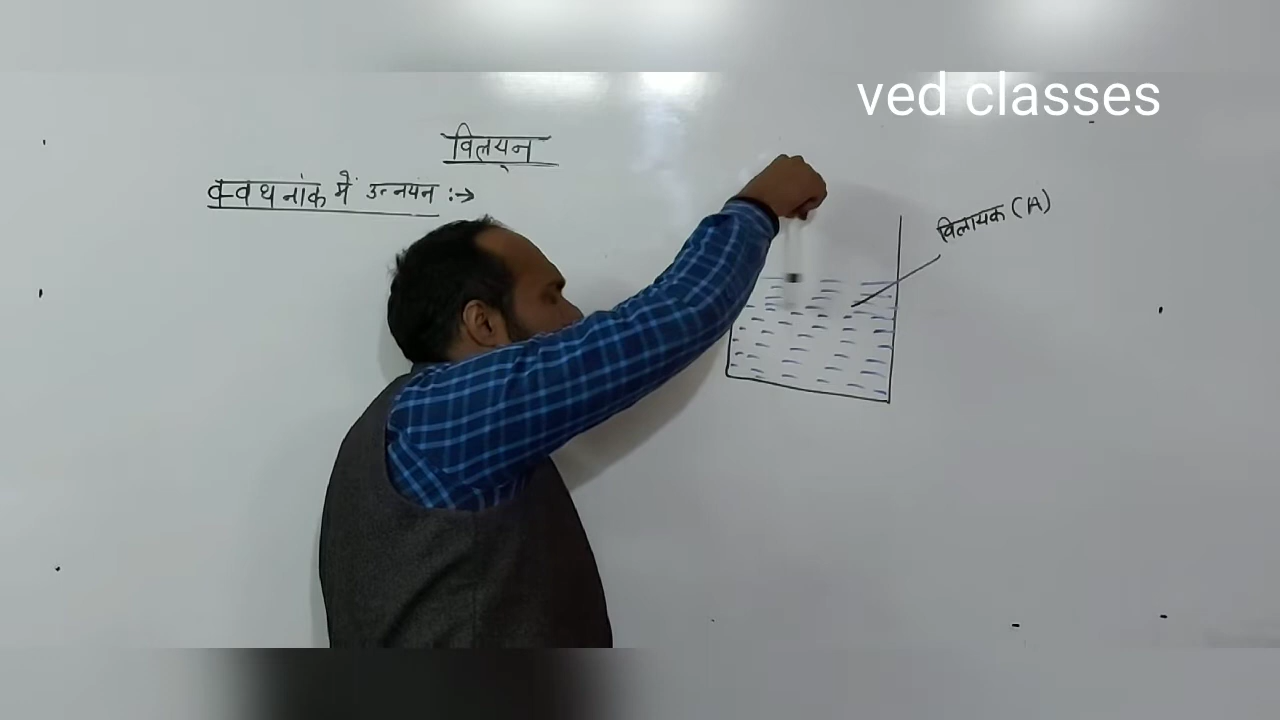 ved classes
विलयन
क्वथनांक में उन्नयन :→
विलायक (A)